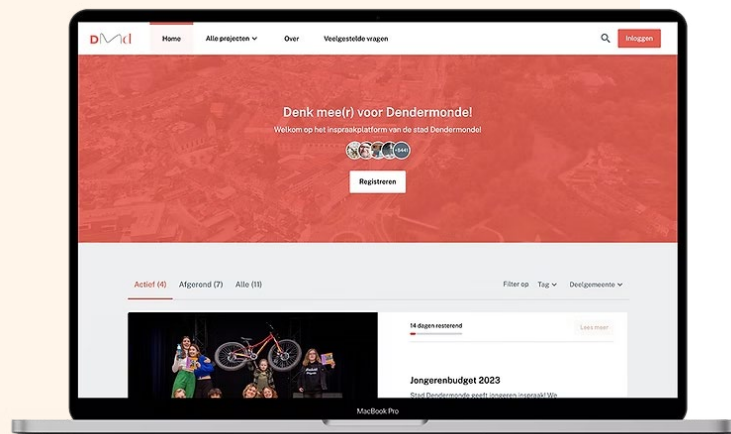 DMd
Home
Alle projecten
Over
Veelgestelde vragen
Inloggen
Denk mee(r) voor Dendermonde!
Welkom op het inspraakplatform van de stad Dendermonde!
Registreren
Actief (4)
Afgerond (7)
Alle (11)
Filter op
Tag
Deelgemeente
14 dagen resterend
Lees meer
Jongerenbudget 2023
Stad Dendermonde geeft jongeren inspraak! We
MacBook Pro